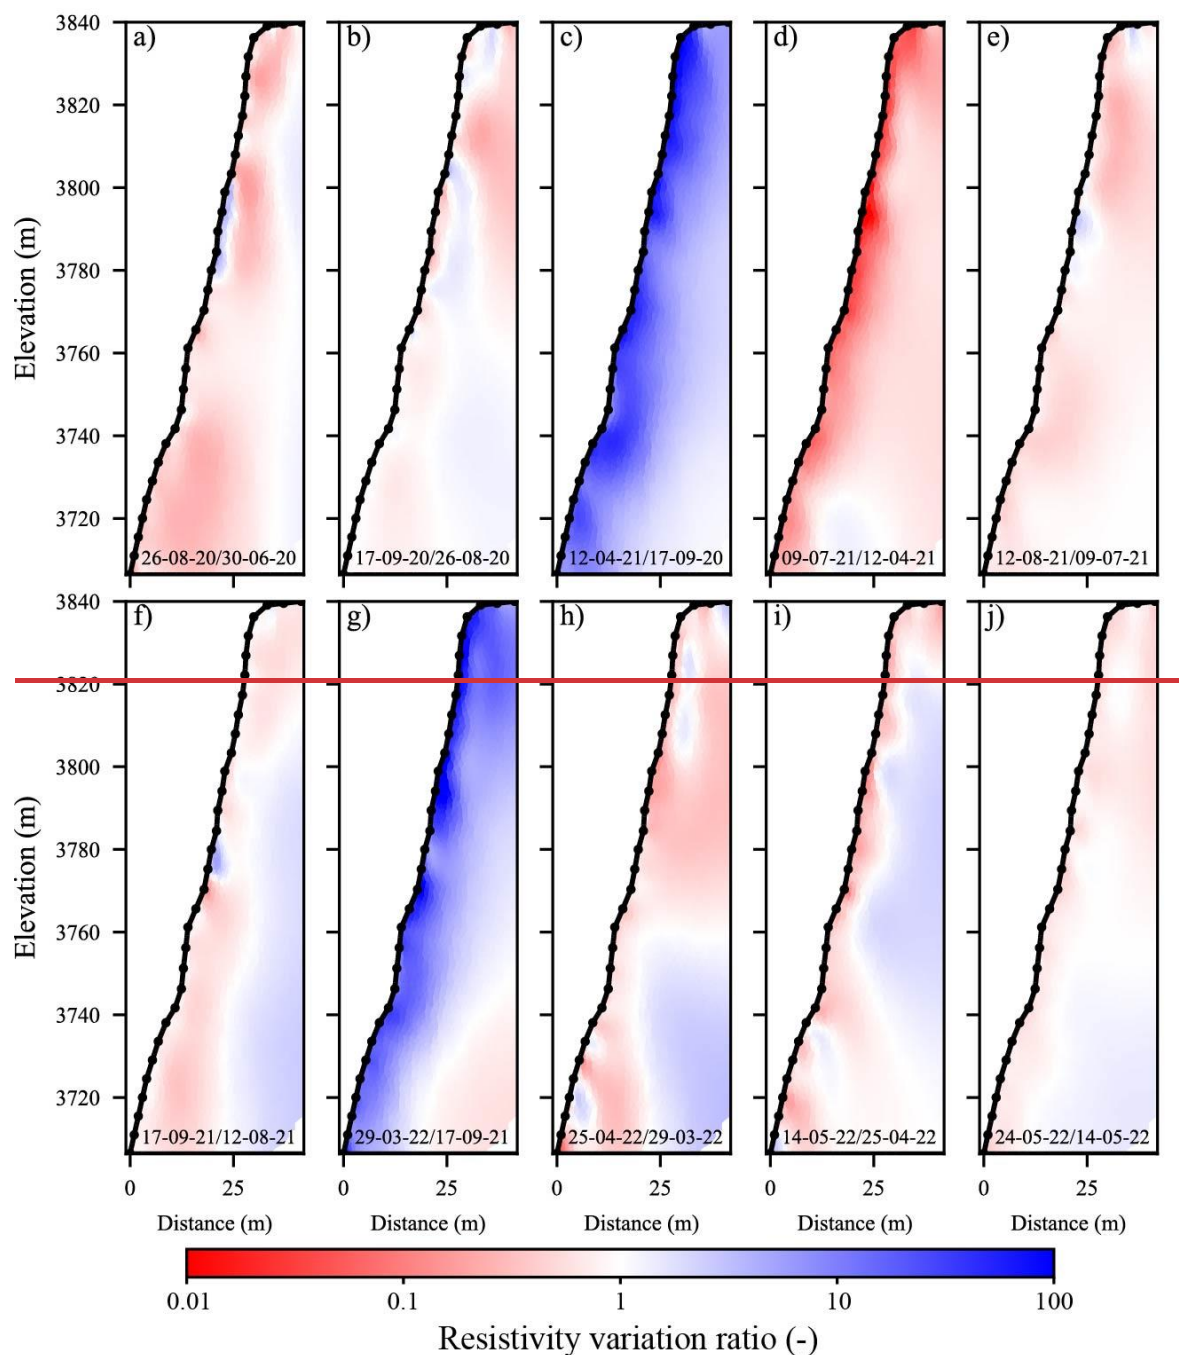 3840
3820
3800
3780
3760
3740
3720
Elevation (m)
a)
b)
c)
d)
e)
26-08-20/30-06-20
17-09-20/26-08-20
12-04-21/17-09-20
09-07-21/12-04-21
12-08-21/09-07-21
3840
3820
3800
3780
3760
3740
3720
Elevation (m)
f)
g)
h)
i)
j)
17-09-21/12-08-21
29-03-22/17-09-21
25-04-22/29-03-22
14-05-22/25-04-22
24-05-22/14-05-22
0 25
0 25
0 25
0 25
0 25
Distance (m)
Distance (m)
Distance (m)
Distance (m)
Distance (m)
0.01 0.1 1 10 100
Resistivity variation ratio (-)